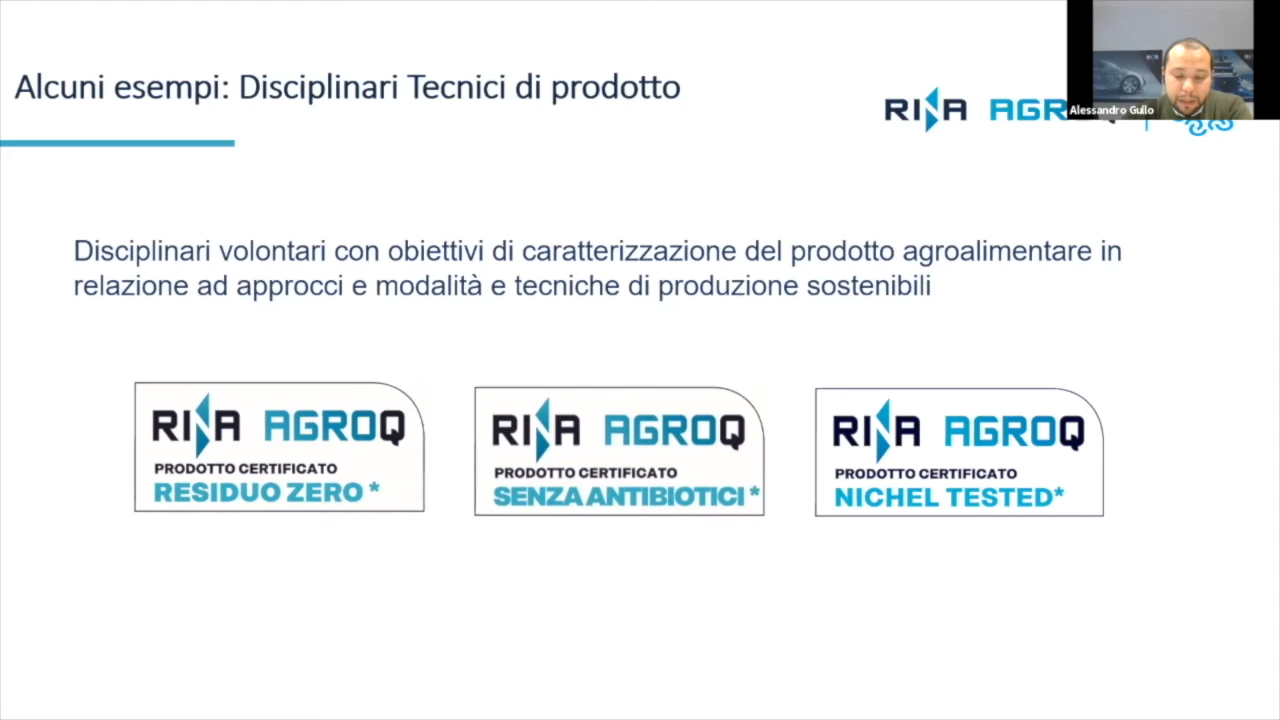 Alcuni esempi: Disciplinari Tecnici di prodotto
RINA AGR
Alessandro Gullo
Disciplinari volontari con obiettivi di caratterizzazione del prodotto agroalimentare in
relazione ad approcci e modalità e tecniche di produzione sostenibili
RINA AGROQ
PRODOTTO CERTIFICATO
RESIDUO ZERO *
RINA AGROQ
PRODOTTO CERTIFICATO
SENZA ANTIBIOTICI *
RINA AGROQ
PRODOTTO CERTIFICATO
NICHEL TESTED*